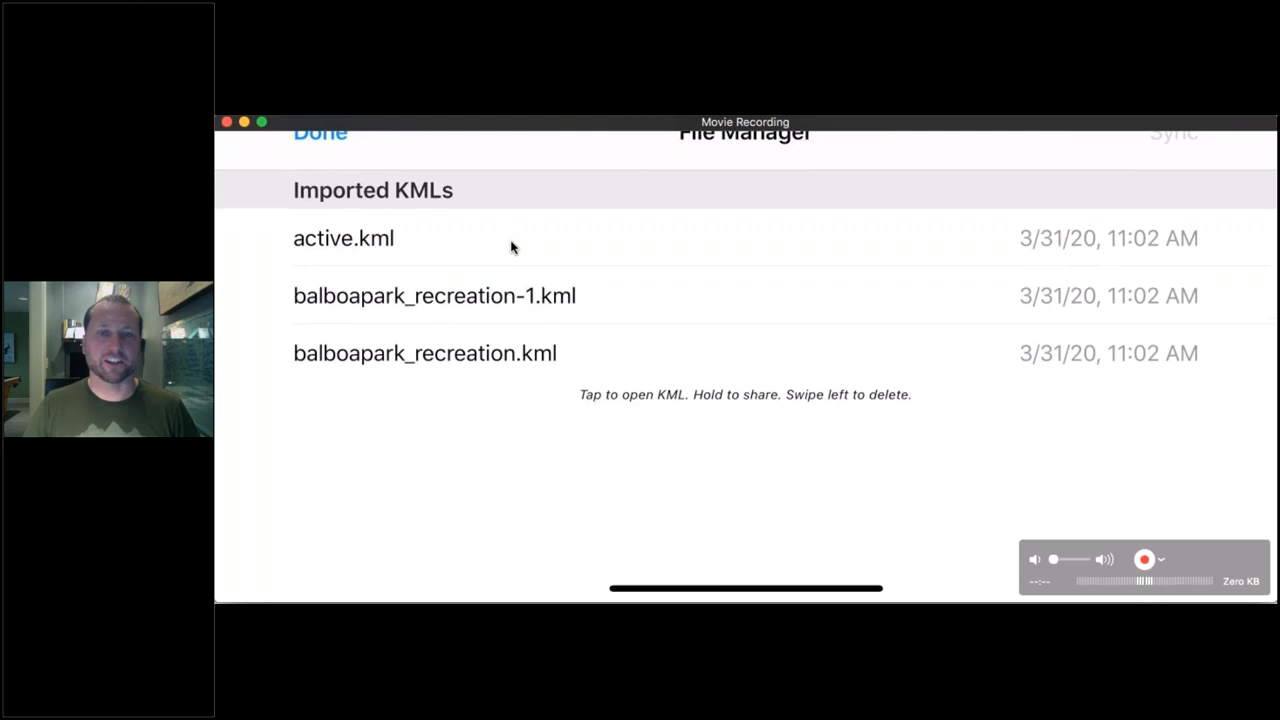 Movie Recording
Done File Manager Sync
Imported KMLs
active.kml 3/31/20, 11:02 AM
balboapark_recreation-1.kml 3/31/20, 11:02 AM
balboapark_recreation.kml 3/31/20, 11:02 AM
Tap to open KML. Hold to share. Swipe left to delete.
--:-- Zero KB